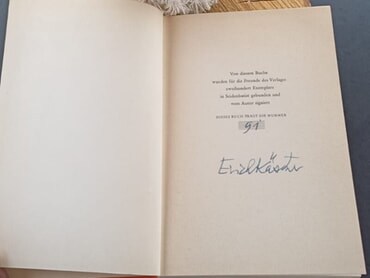 Von diesem Buche
wurden für die Freunde des Verlages
zweihundert Exemplare
in Seidenbatist gebunden und
vom Autor signiert
DIESES BUCH TRÄGT DIE NUMMER
91
Erich Kästner